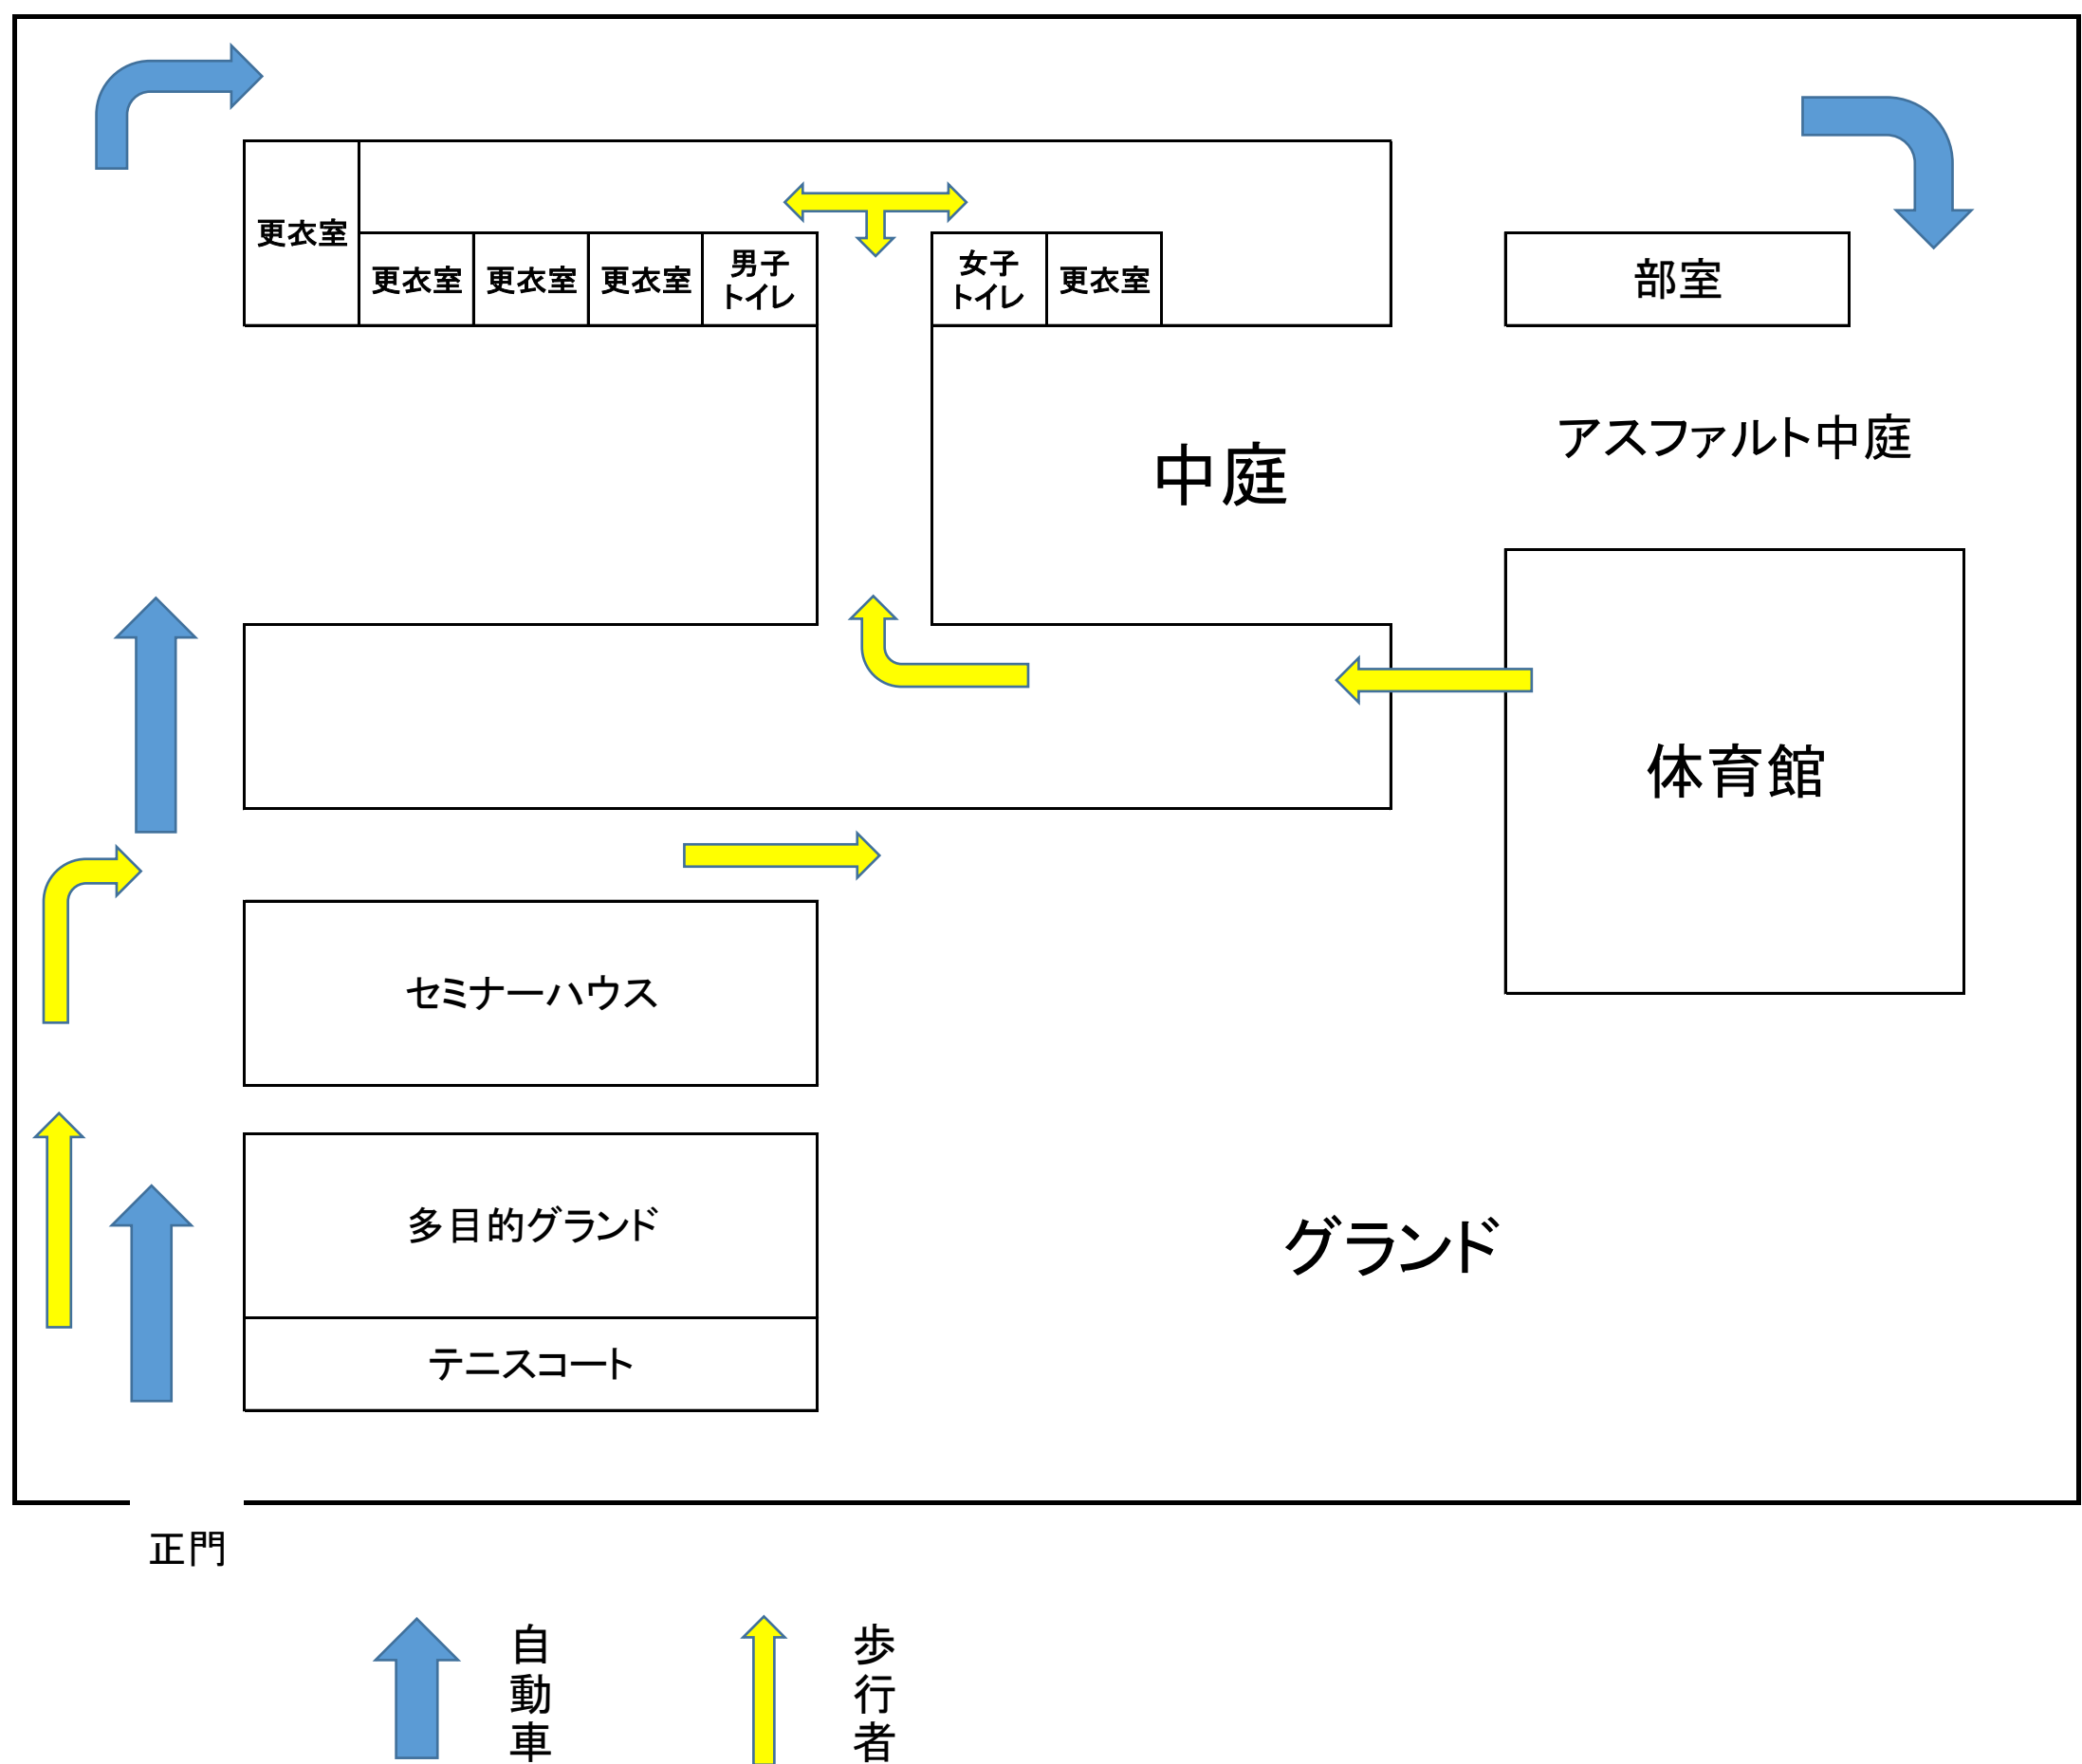 更衣室
更衣室
更衣室
更衣室
男子
トイレ
女子
トイレ
更衣室
部室
中庭
アスファルト中庭
体育館
セミナーハウス
多目的グランド
グランド
テニスコート
正門
自動車
歩行者